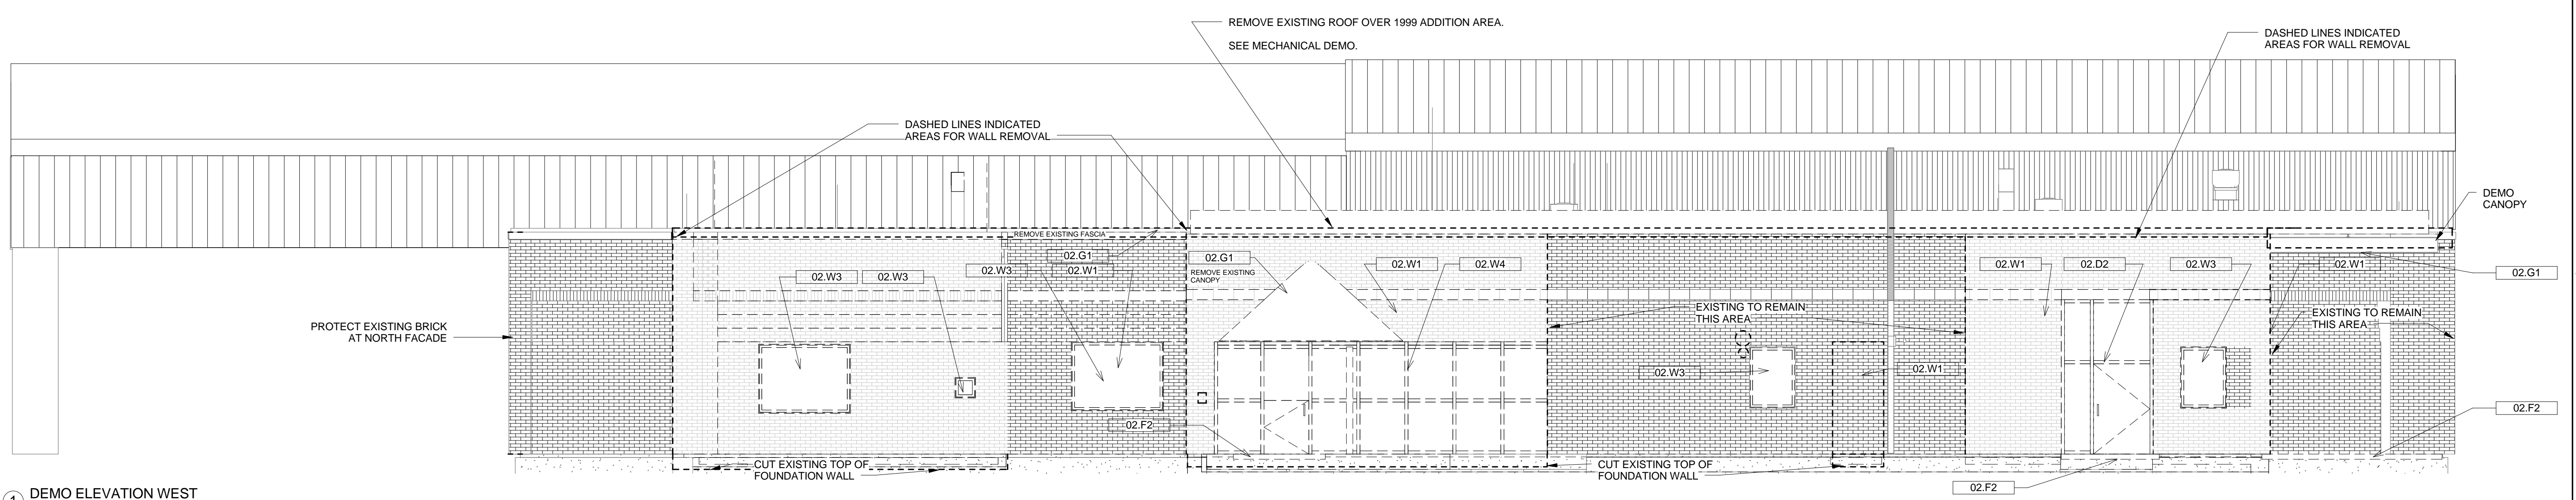 REMOVE EXISTING ROOF OVER 1999 ADDITION AREA.
SEE MECHANICAL DEMO.
DASHED LINES INDICATED
AREAS FOR WALL REMOVAL
DASHED LINES INDICATED
AREAS FOR WALL REMOVAL
DEMO
CANOPY
REMOVE EXISTING FASCIA
02.G1
02.W3
02.W3
02.W3
02.W1
02.G1
REMOVE EXISTING
CANOPY
02.W1
02.W4
02.W1
02.D2
02.W3
02.W1
02.G1
PROTECT EXISTING BRICK
AT NORTH FACADE
EXISTING TO REMAIN
THIS AREA
EXISTING TO REMAIN
THIS AREA
02.W3
02.W1
02.F2
02.F2
CUT EXISTING TOP OF
FOUNDATION WALL
CUT EXISTING TOP OF
FOUNDATION WALL
02.F2
1
DEMO ELEVATION WEST